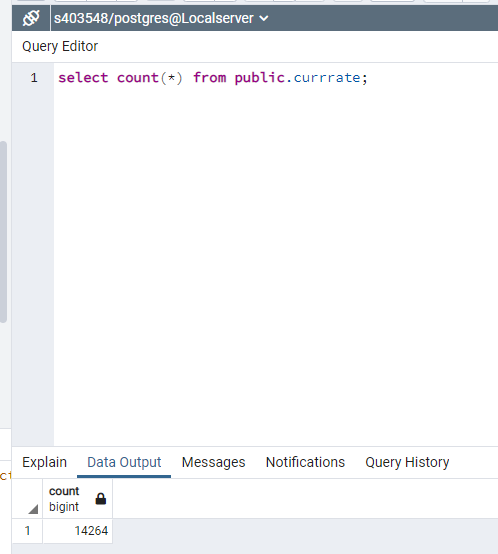 s403548/postgres@Localserver
Query Editor
1 select count(*) from public.currrate;
Explain Data Output Messages Notifications Query History
count
bigint
1 14264